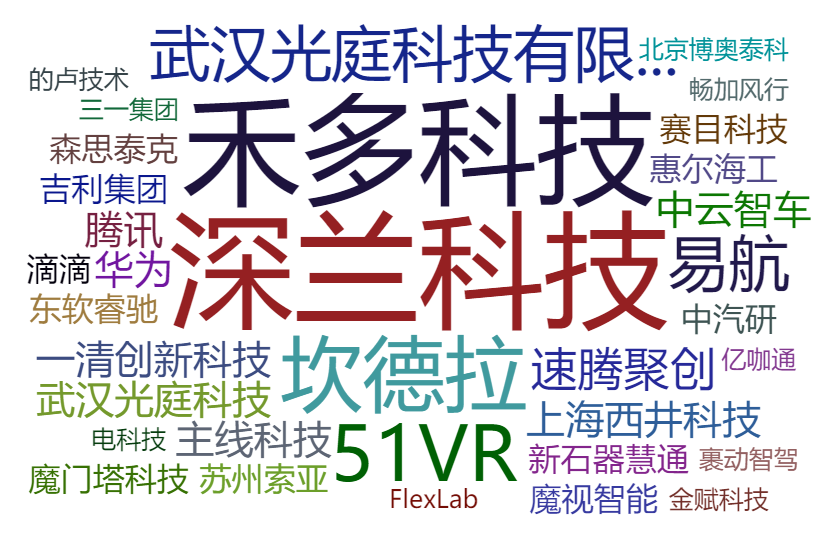 武汉光庭科技有限...
北京博奥泰科
的卢技术
畅加风行
三一集团
禾多科技
赛目科技
森思泰克
惠尔海工
吉利集团
中云智车
腾讯
深兰科技
易航
滴滴
华为
东软睿驰
中汽研
一清创新科技
坎德拉
速腾聚创
亿咖通
武汉光庭科技
上海西井科技
电科技
主线科技
51VR
新石器慧通
裹动智驾
魔门塔科技
苏州索亚
FlexLab
魔视智能
金赋科技